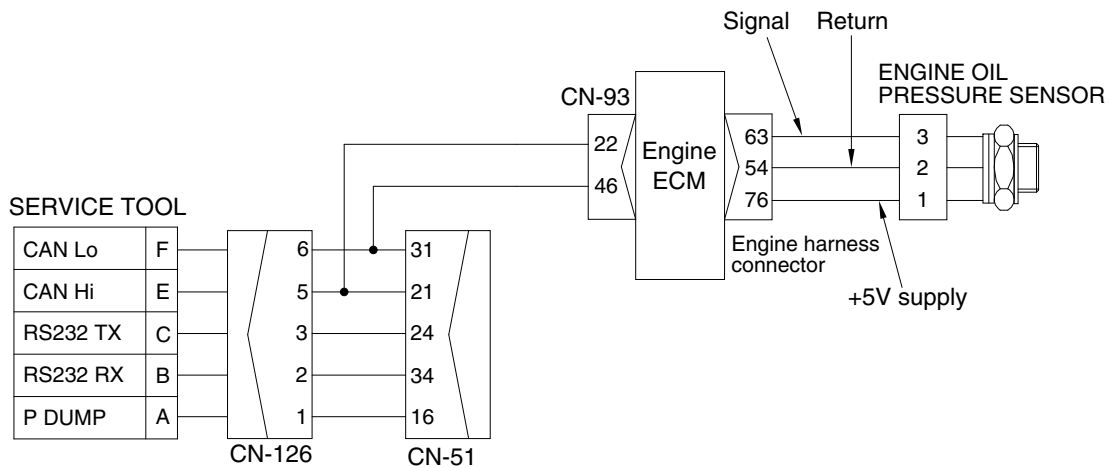 Signal Return
ENGINE OIL
PRESSURE SENSOR
CN-93
22
46
Engine
ECM
63
54
76
3
2
1
Engine harness
connector
+5V supply
SERVICE TOOL
CAN Lo F 6 31
CAN Hi E 5 21
RS232 TX C 3 24
RS232 RX B 2 34
P DUMP A 1 16
CN-126 CN-51